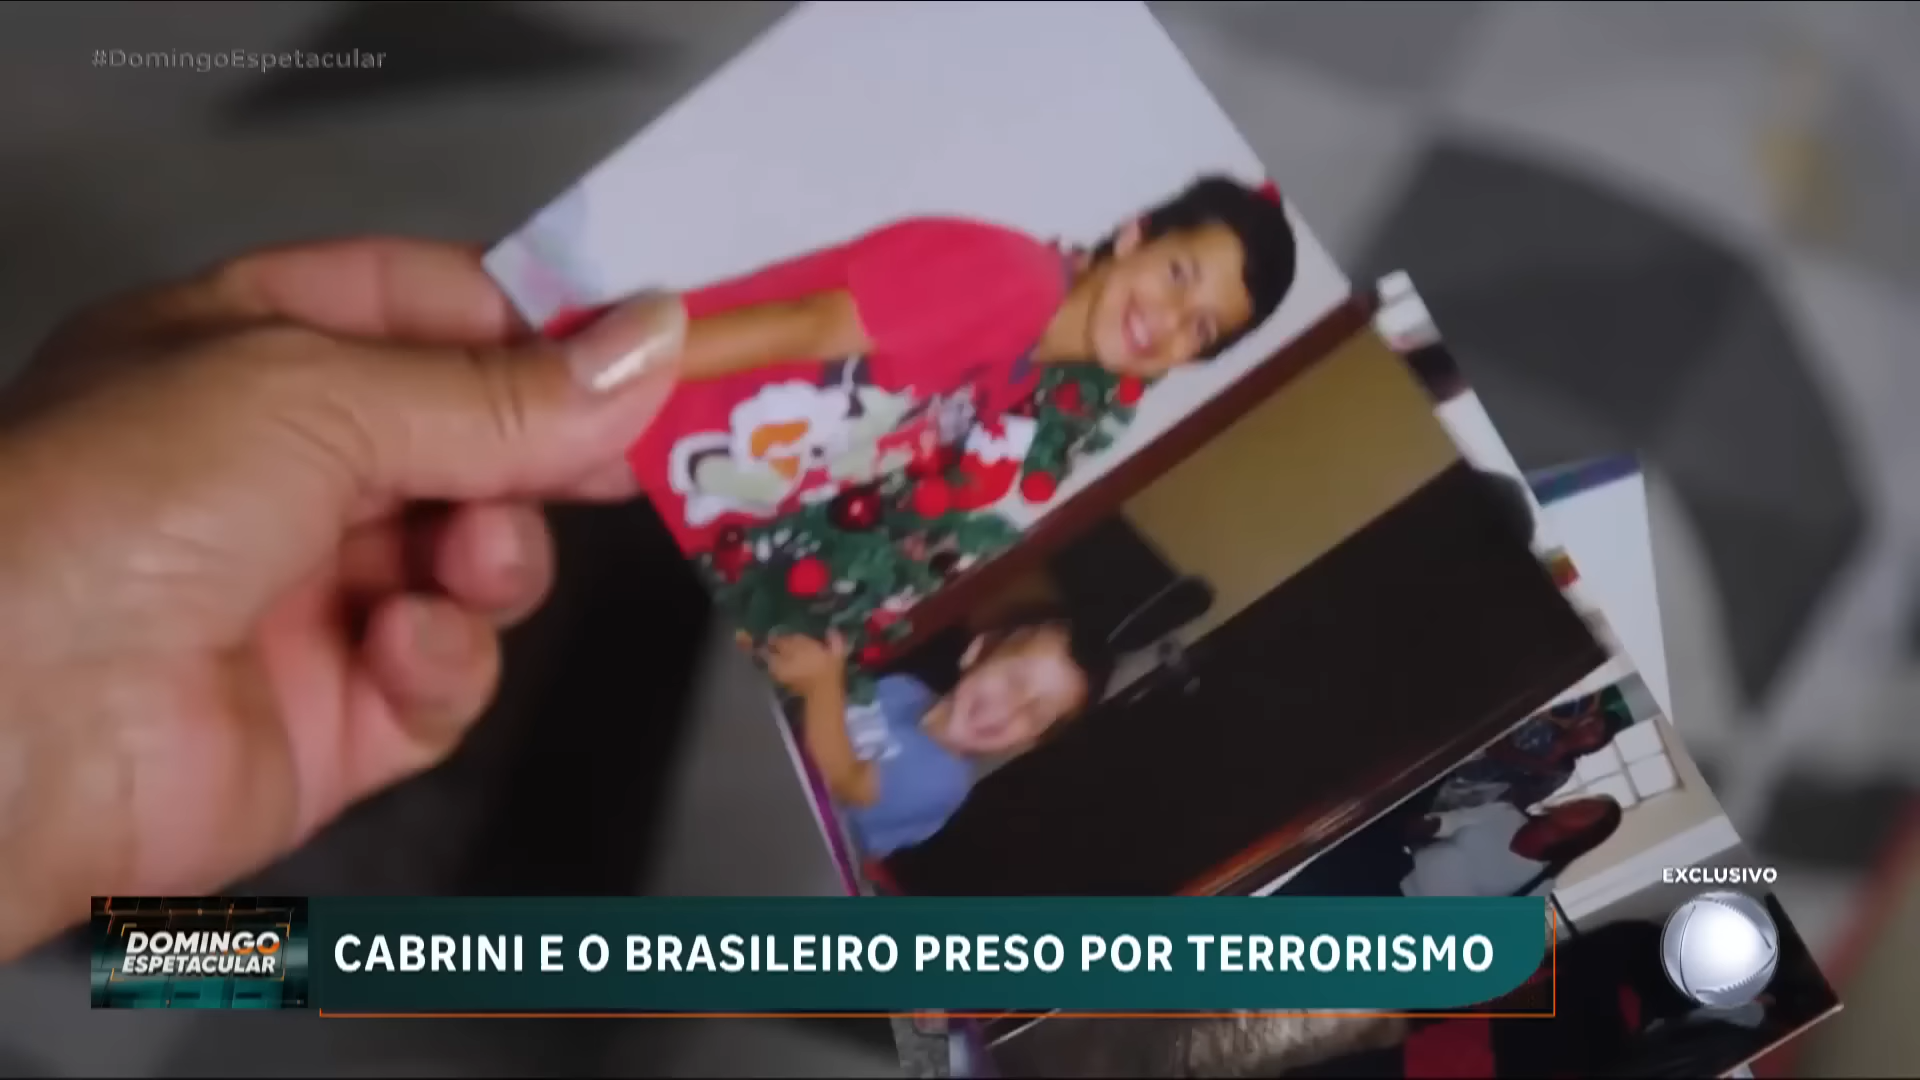 #DomingoEspetacular
EXCLUSIVO
DOMINGO
ESPETACULAR
CABRINI E O BRASILEIRO PRESO POR TERRORISMO